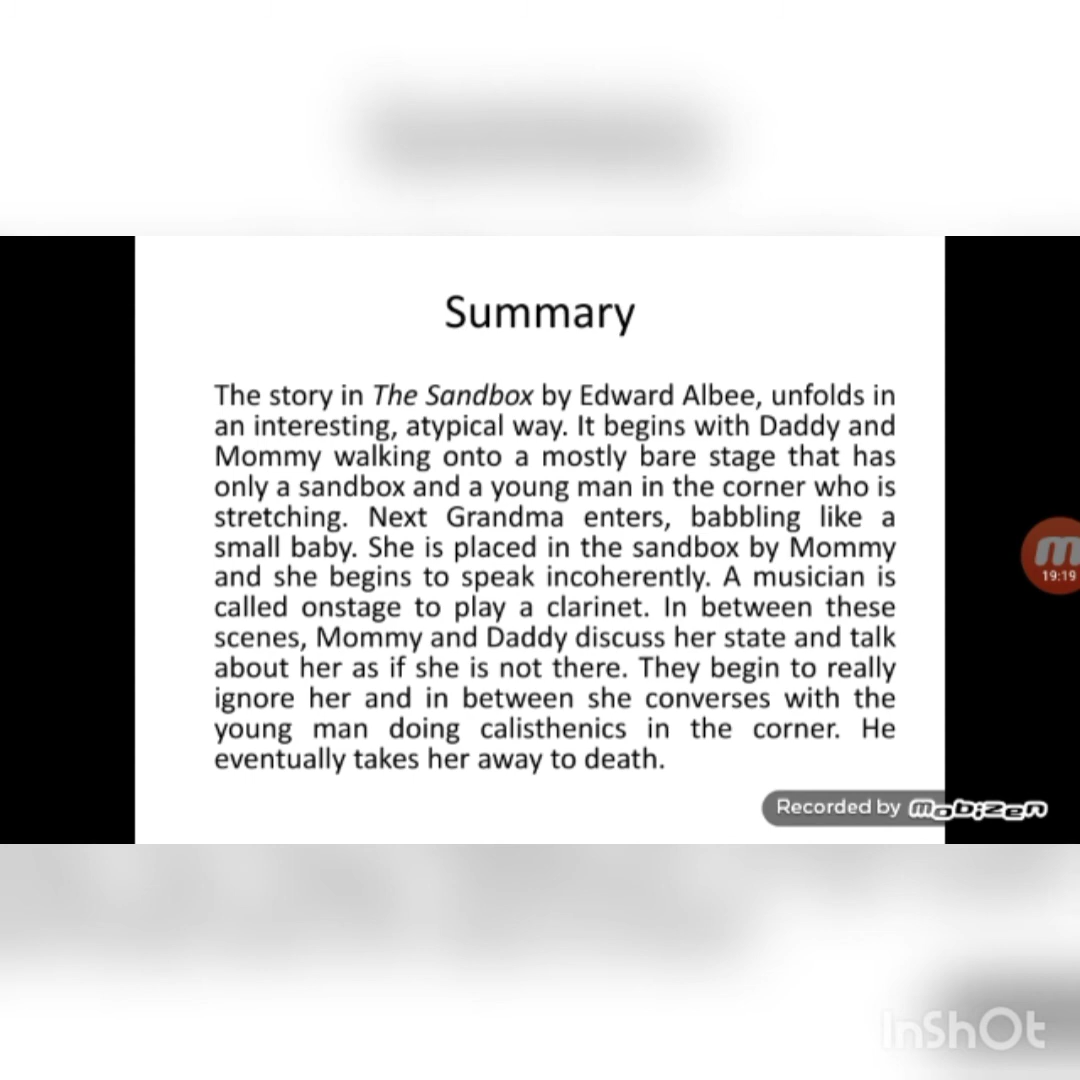 Summary
The story in The Sandbox by Edward Albee, unfolds in
an interesting, atypical way. It begins with Daddy and
Mommy walking onto a mostly bare stage that has
only a sandbox and a young man in the corner who is
stretching. Next Grandma enters, babbling like a
small baby. She is placed in the sandbox by Mommy
and she begins to speak incoherently. A musician is
called onstage to play a clarinet. In between these
scenes, Mommy and Daddy discuss her state and talk
about her as if she is not there. They begin to really
ignore her and in between she converses with the
young man doing calisthenics in the corner. He
eventually takes her away to death.
19:19
Recorded by mobizen
InShOt